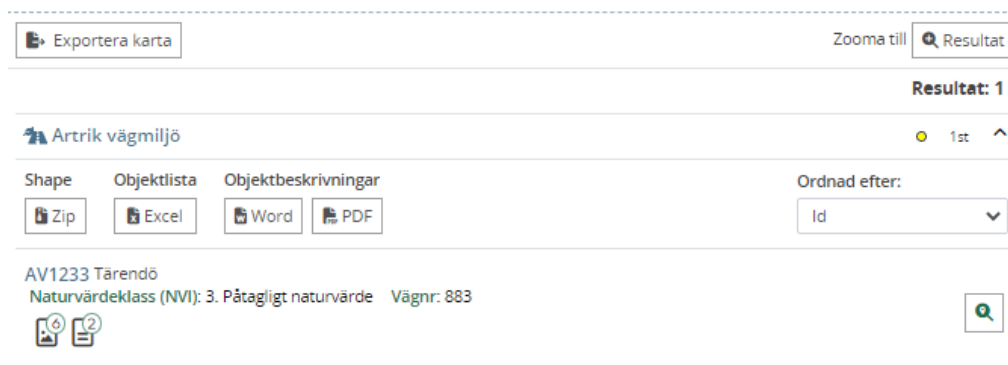 Exportera karta Zooma till Resultat
Resultat: 1
Artrik vägmiljö 1st
Shape Objektlista Objektbeskrivningar Ordnad efter:
Zip Excel Word PDF Id
AV1233 Tärendö
Naturvärdeklass (NVI): 3. Påtagligt naturvärde Vägnr: 883
6 2